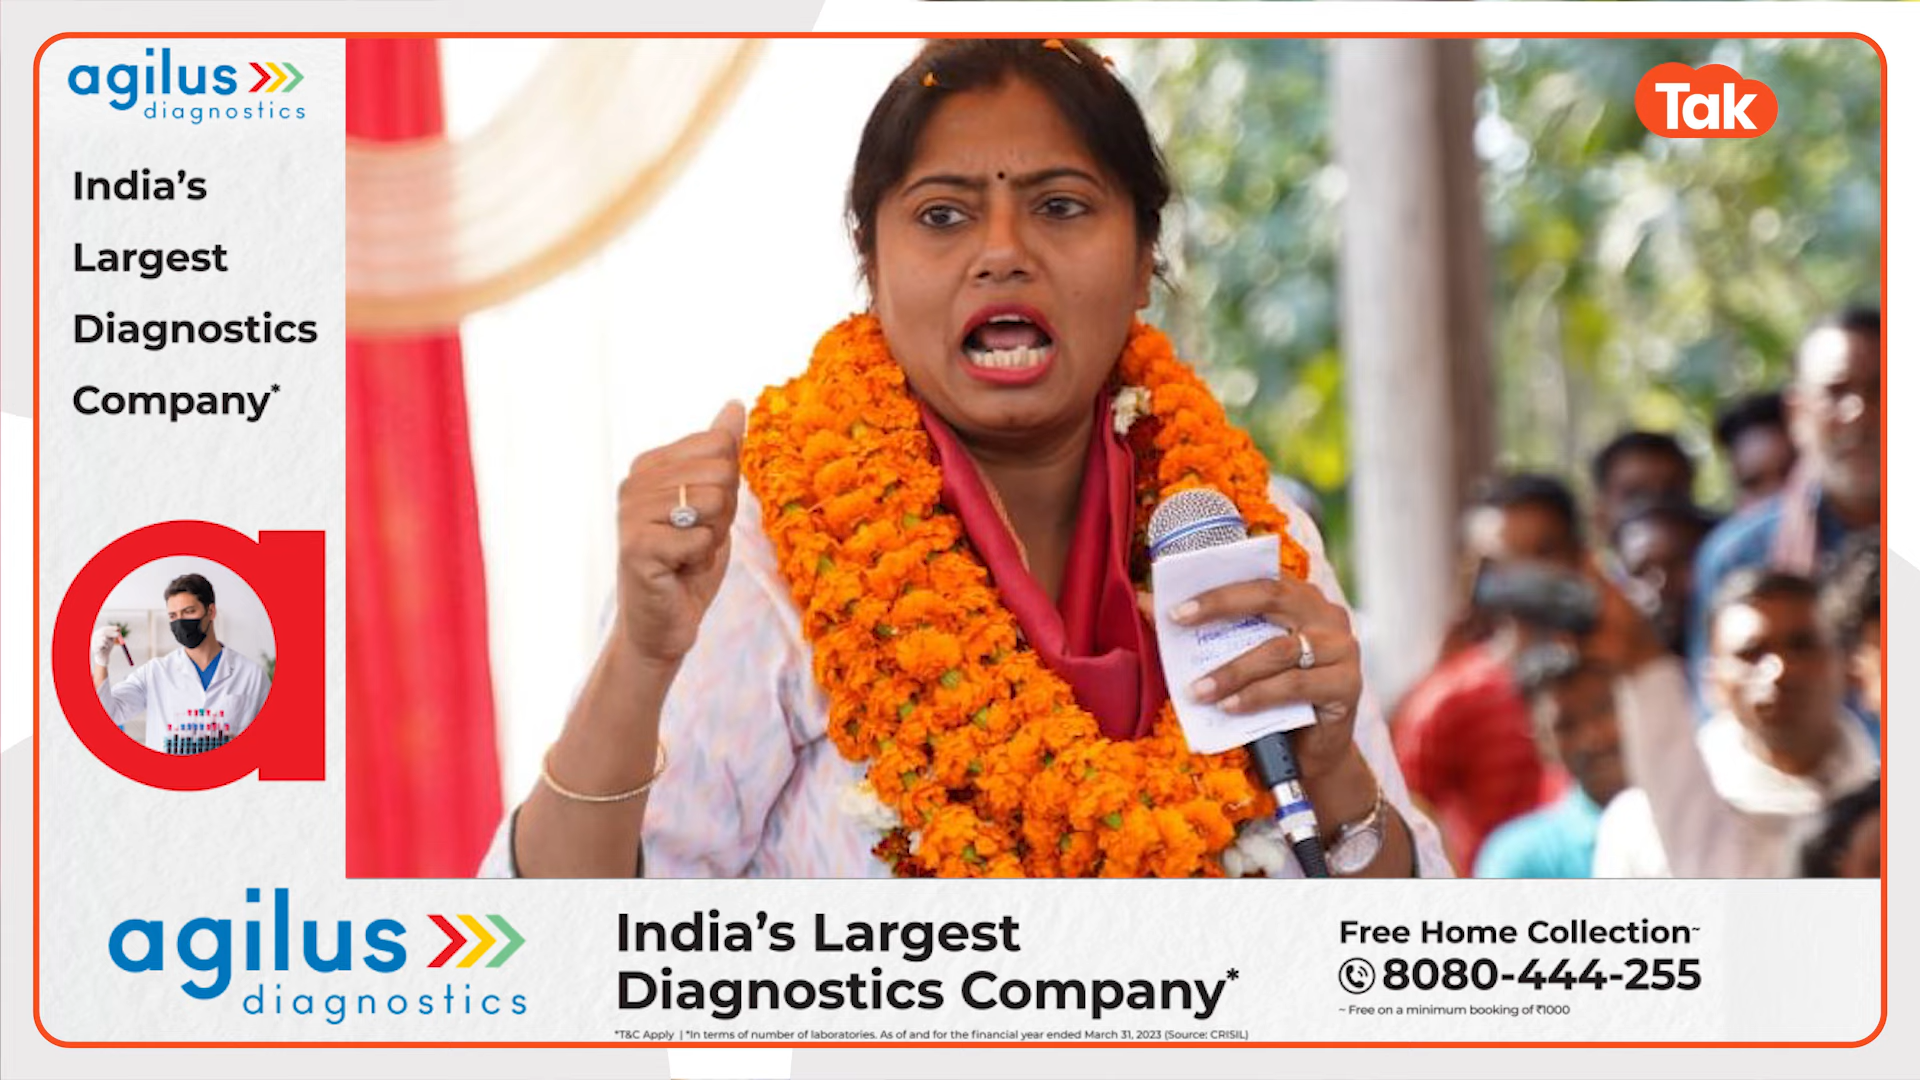 agilus
diagnostics
India's
Largest
Diagnostics
Company*
Tak
agilus
diagnostics
India's Largest
Diagnostics Company*
*T&C Apply | *In terms of number of laboratories. As of and for the financial year ended March 31, 2023 (Source: CRISIL)
Free Home Collection~
8080-444-255
~ Free on a minimum booking of ₹1000